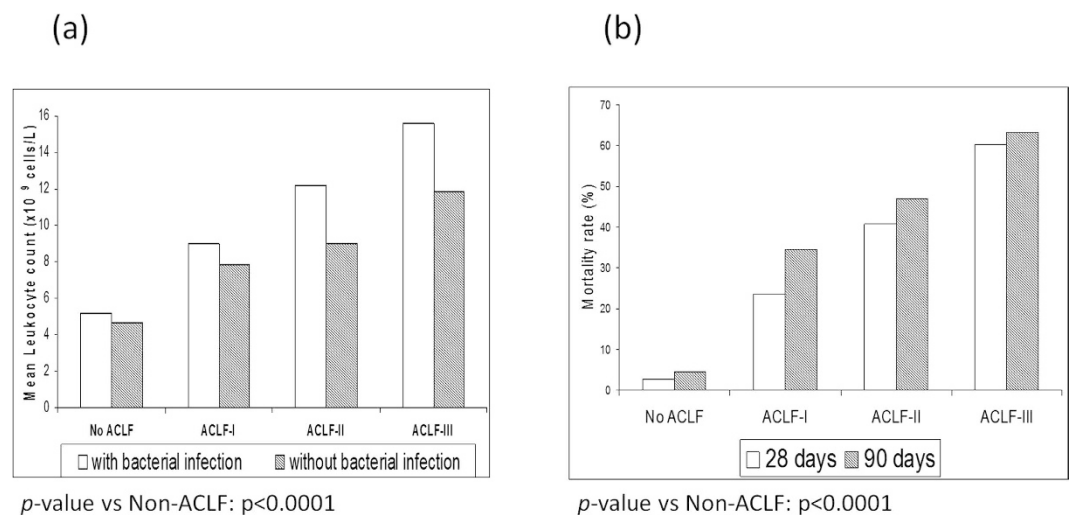 (a)
Mean Leukocyte count (x10 9 cells/L)
16
14
12
10
8
6
4
2
0
No ACLF ACLF-I ACLF-II ACLF-III
with bacterial infection without bacterial infection
p-value vs Non-ACLF: p<0.0001
(b)
Mortality rate (%)
70
60
50
40
30
20
10
0
No ACLF ACLF-I ACLF-II ACLF-III
28 days 90 days
p-value vs Non-ACLF: p<0.0001